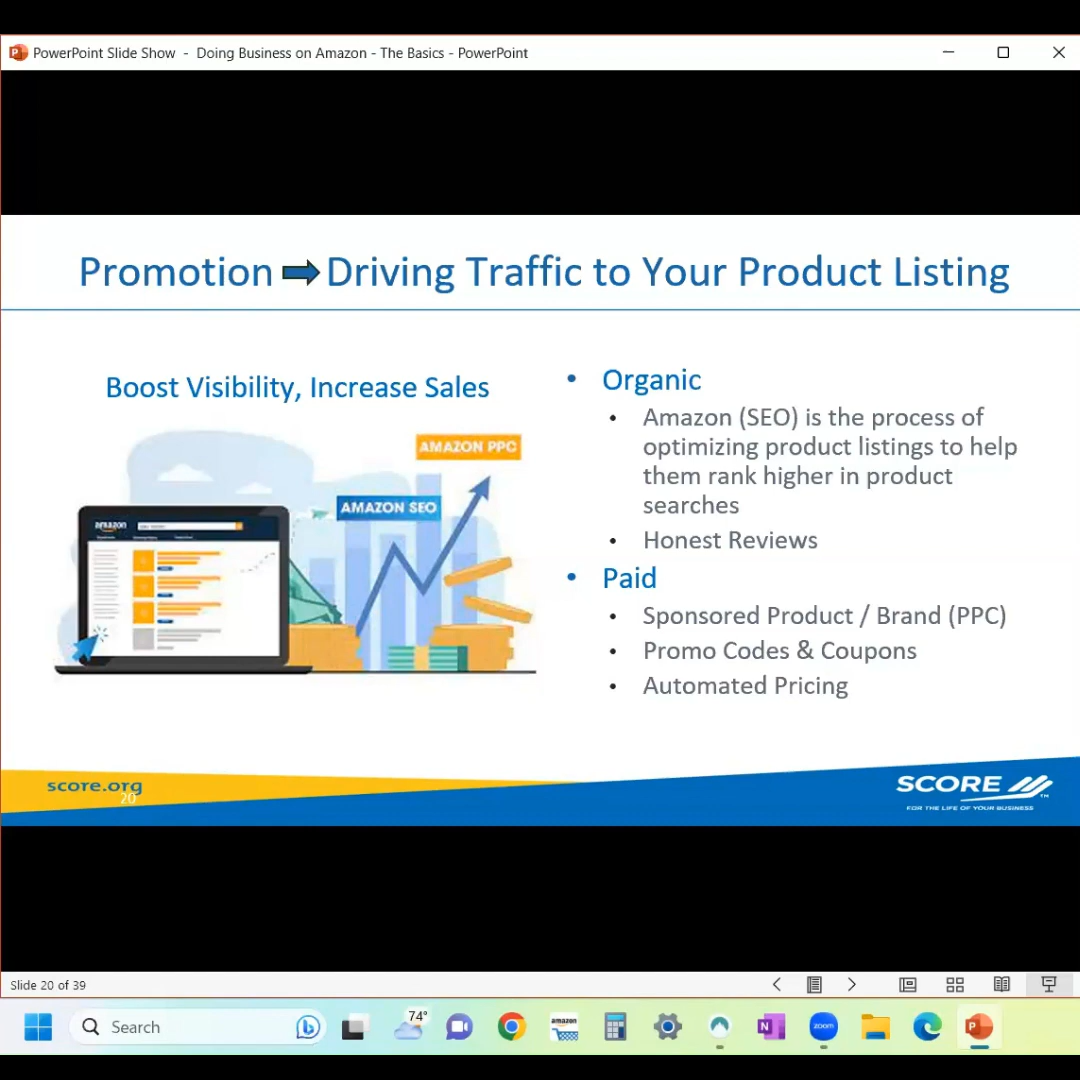 PowerPoint Slide Show - Doing Business on Amazon - The Basics - PowerPoint
Promotion Driving Traffic to Your Product Listing
Boost Visibility, Increase Sales
AMAZON PPC
AMAZON SEO
amazon
• Organic
• Amazon (SEO) is the process of
optimizing product listings to help
them rank higher in product
searches
• Honest Reviews
• Paid
• Sponsored Product / Brand (PPC)
• Promo Codes & Coupons
• Automated Pricing
score.org
20
SCORE
FOR THE LIFE OF YOUR BUSINESS
Slide 20 of 39
Search
74°
amazon
N
zoom
P